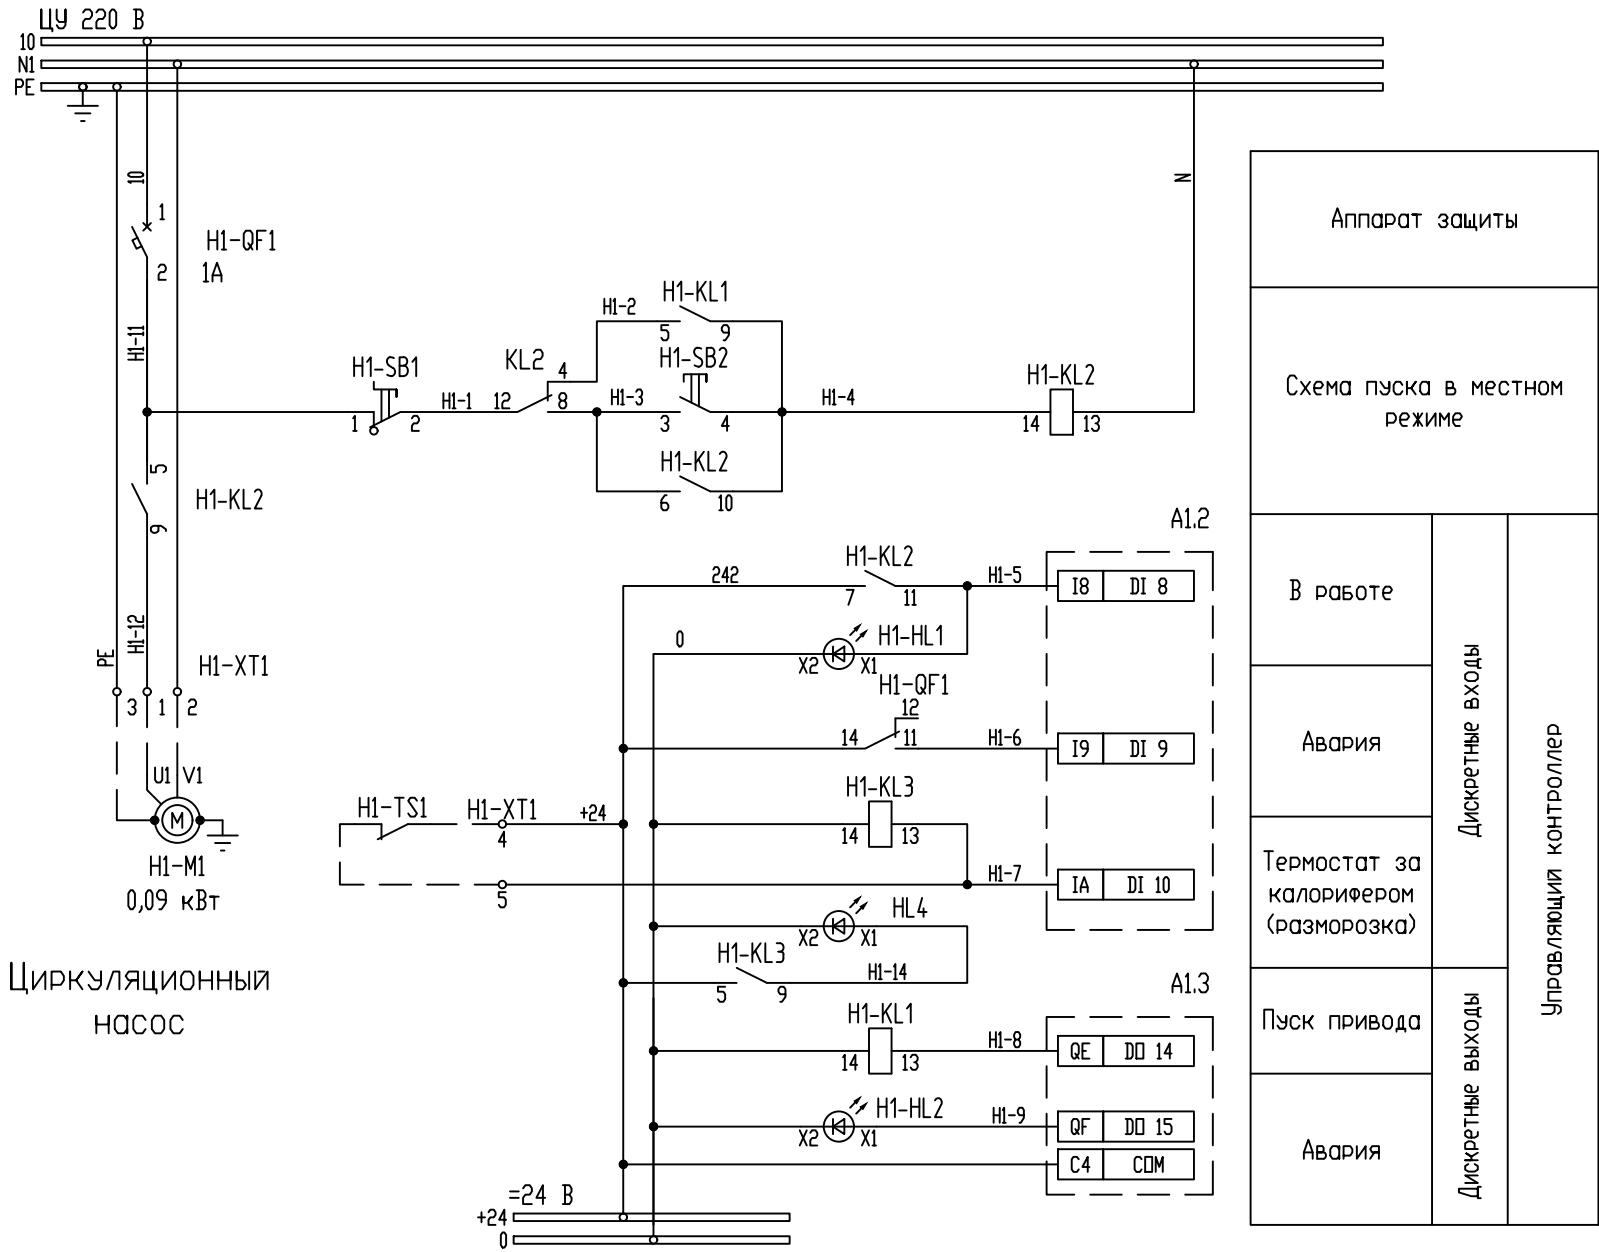 ЦУ 220 В
10
N1
PE
10
1
H1-QF1
2
1A
H1-11
5
H1-KL2
9
H1-12
PE
H1-XT1
3
1
2
U1
V1
M
H1-M1
0,09 кВт
Циркуляционный
насос
N
H1-SB1
1
2
H1-1
KL2
12
4
8
H1-2
H1-KL1
5
9
H1-3
H1-SB2
3
4
H1-KL2
6
10
H1-4
H1-KL2
14
13
A1.2
242
H1-KL2
7
11
H1-5
I8
DI 8
0
H1-HL1
X2
X1
H1-QF1
12
14
11
H1-6
I9
DI 9
H1-TS1
H1-XT1
4
5
+24
H1-KL3
14
13
H1-7
IA
DI 10
HL4
X2
X1
H1-KL3
5
9
H1-14
A1.3
H1-KL1
14
13
H1-8
QE
DO 14
H1-HL2
X2
X1
H1-9
QF
DO 15
C4
COM
=24 В
+24
0
Аппарат защиты
Схема пуска в местном
режиме
В работе
Авария
Термостат за
калорифером
(разморозка)
Пуск привода
Авария
Дискретные входы
Дискретные выходы
Управляющий контроллер